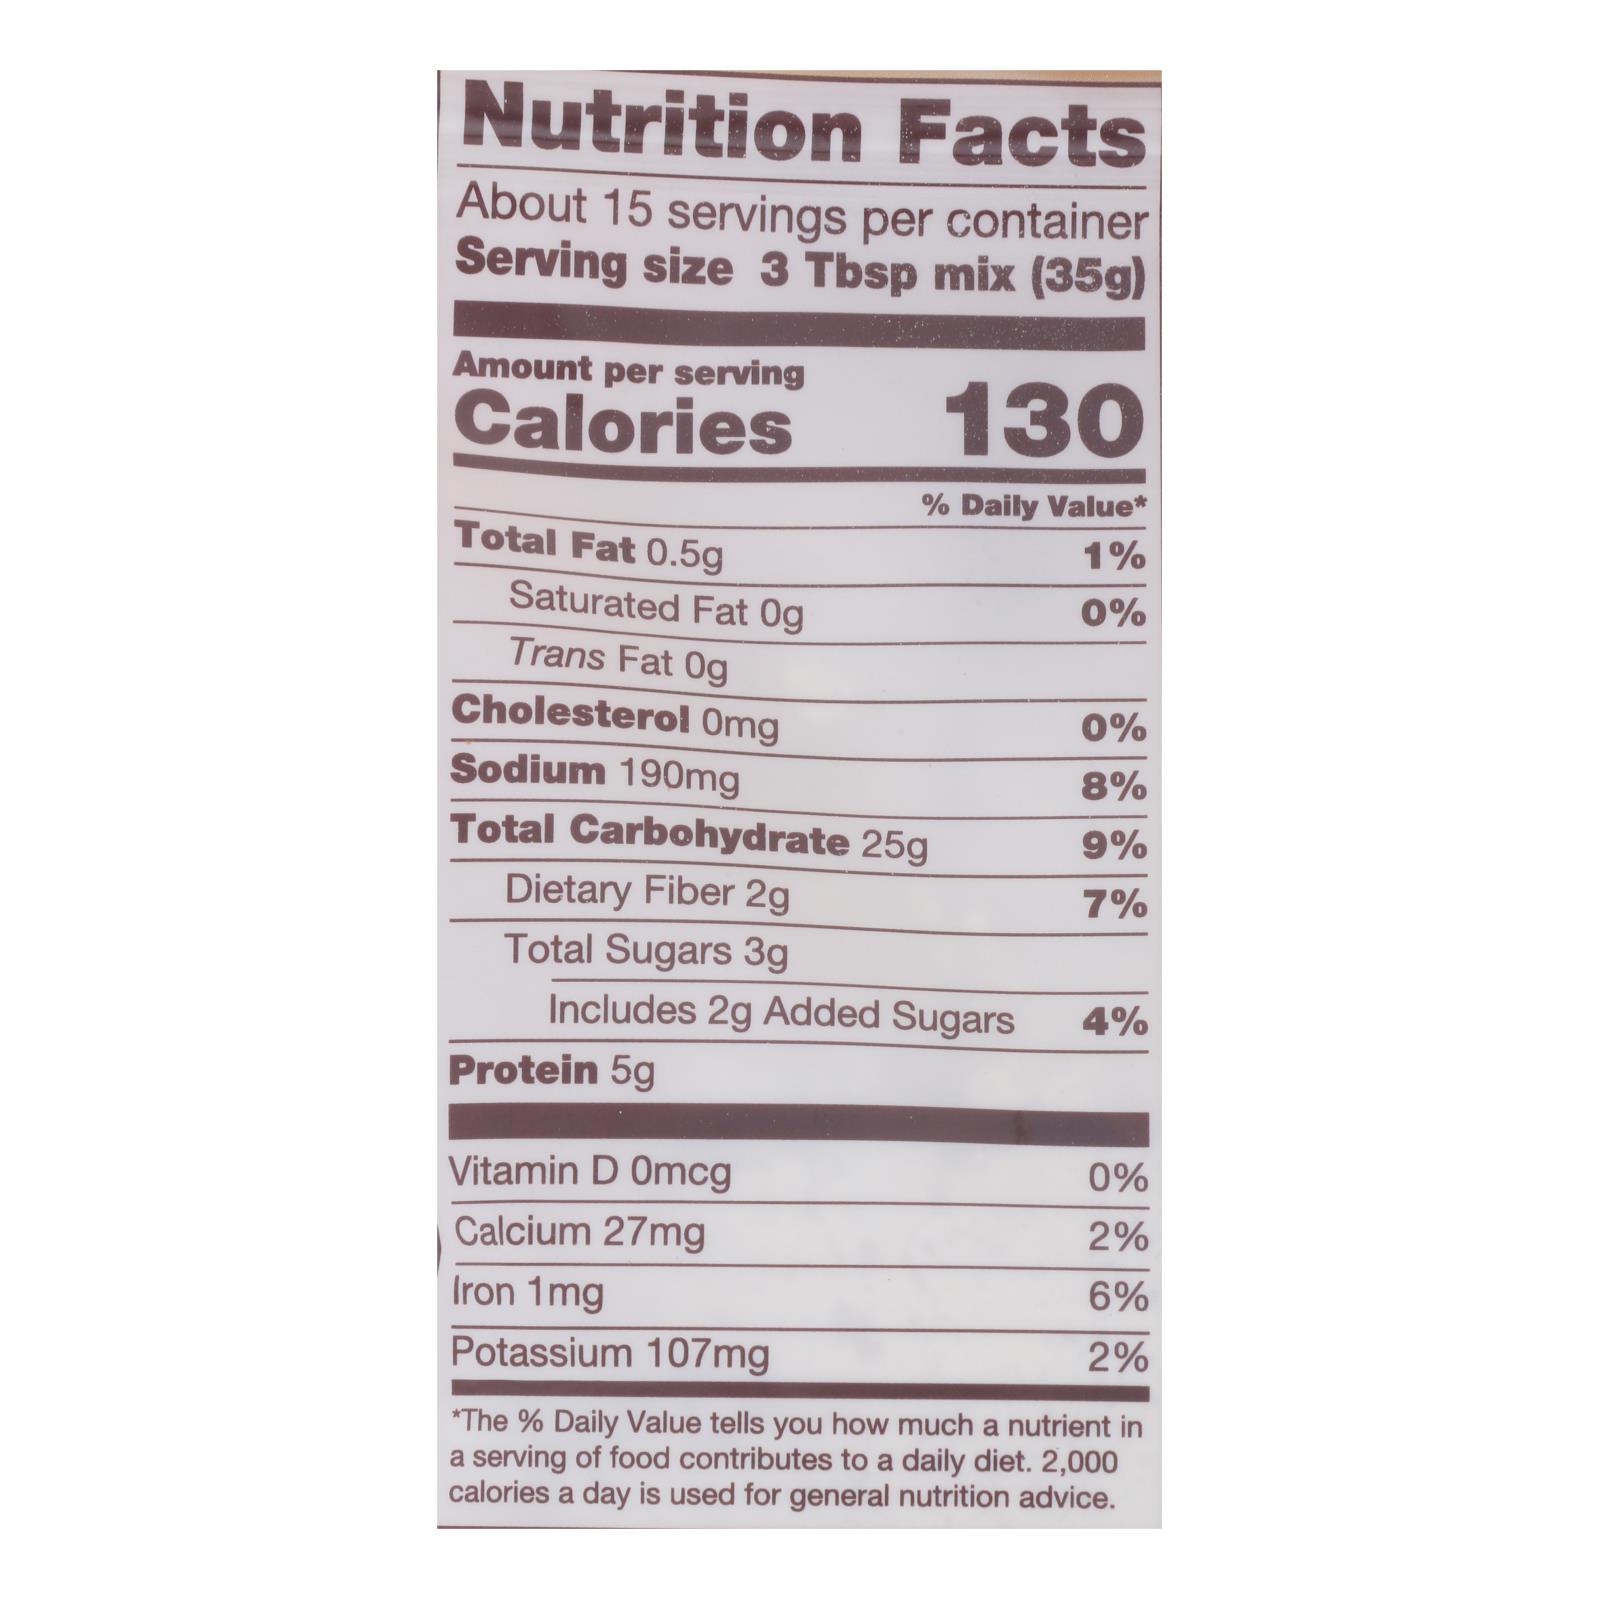 Nutrition Facts
About 15 servings per container
Serving size 3 Tbsp mix (35g)
Amount per serving
Calories 130
% Daily Value*
Total Fat 0.5g 1%
Saturated Fat 0g 0%
Trans Fat 0g
Cholesterol 0mg 0%
Sodium 190mg 8%
Total Carbohydrate 25g 9%
Dietary Fiber 2g 7%
Total Sugars 3g
Includes 2g Added Sugars 4%
Protein 5g
Vitamin D 0mcg 0%
Calcium 27mg 2%
Iron 1mg 6%
Potassium 107mg 2%
*The % Daily Value tells you how much a nutrient in
a serving of food contributes to a daily diet. 2,000
calories a day is used for general nutrition advice.